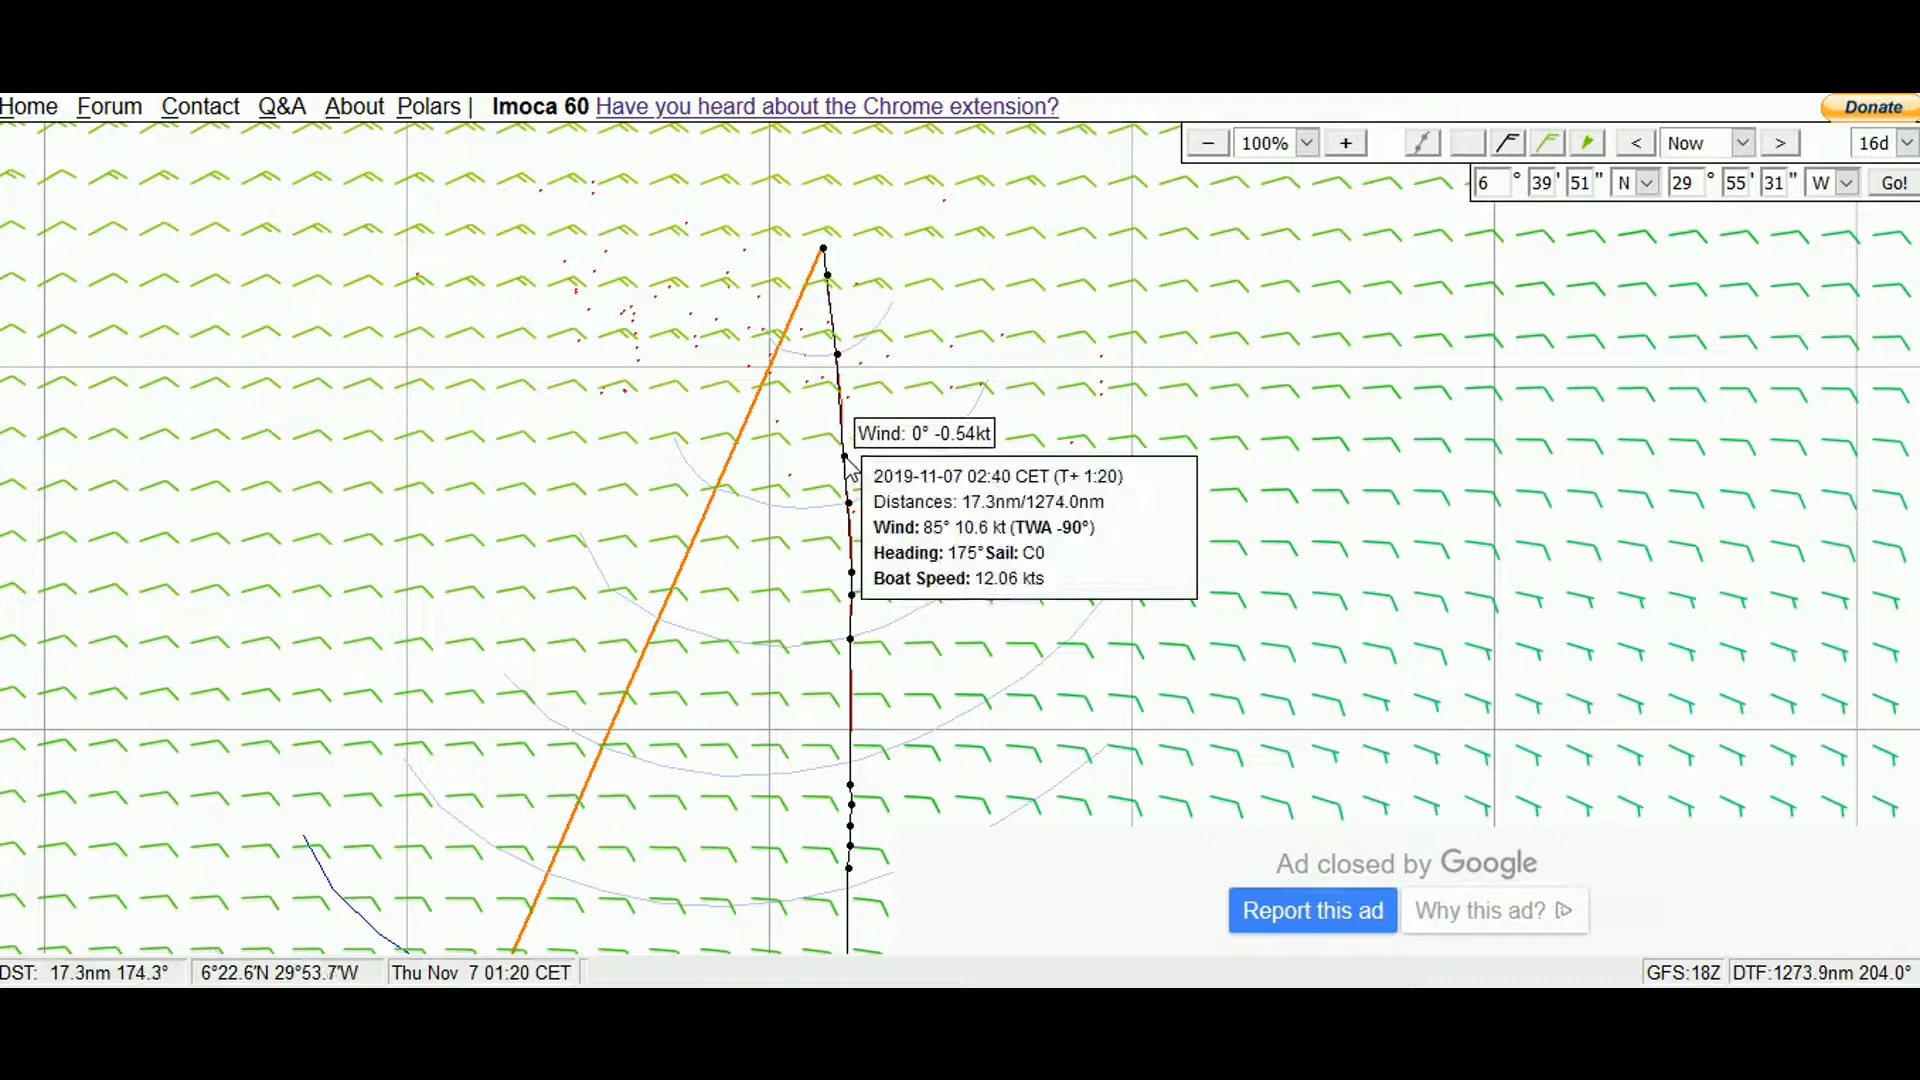 Home Forum Contact Q&A About Polars | Imoca 60 Have you heard about the Chrome extension? Donate
− 100% + < Now > 16d
6 ° 39 ' 51 " N 29 ° 55 ' 31 " W Go!
Wind: 0° -0.54kt
2019-11-07 02:40 CET (T+ 1:20)
Distances: 17.3nm/1274.0nm
Wind: 85° 10.6 kt (TWA -90°)
Heading: 175° Sail: C0
Boat Speed: 12.06 kts
Ad closed by Google
Report this ad Why this ad?
DST: 17.3nm 174.3° 6°22.6'N 29°53.7'W Thu Nov 7 01:20 CET GFS:18Z DTF:1273.9nm 204.0°